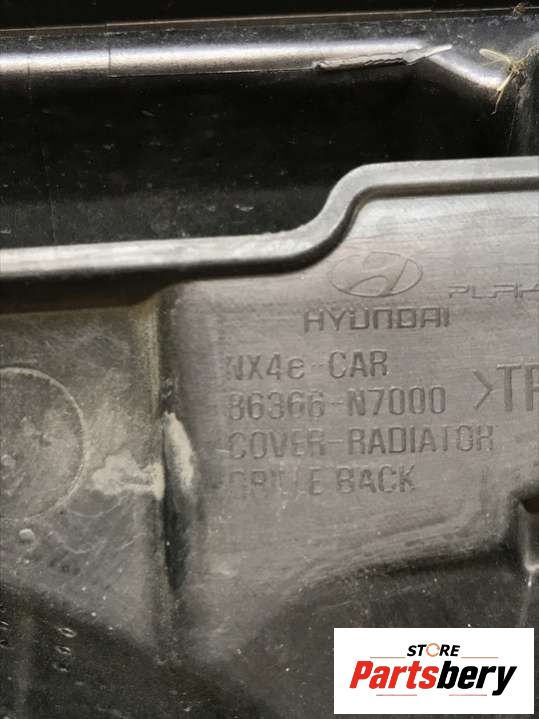 HYUNDAI
NX4e-CAR
86366-N7000
COVER-RADIATOR
GRILLE BACK
STORE
Partsbery